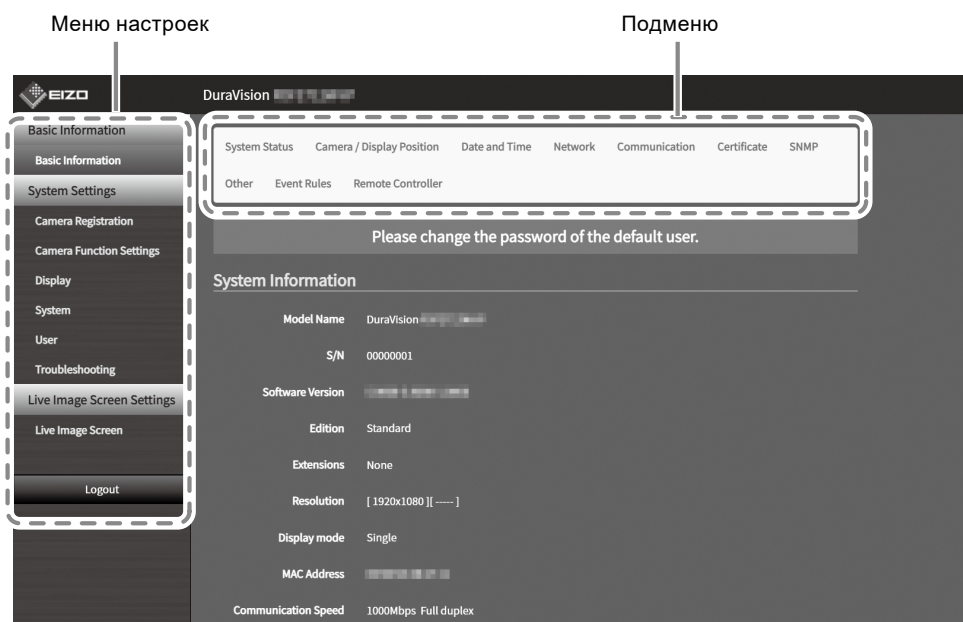 Меню настроек
Подменю
EIZO
DuraVision
Basic Information
Basic Information
System Settings
Camera Registration
Camera Function Settings
Display
System
User
Troubleshooting
Live Image Screen Settings
Live Image Screen
Logout
System Status Camera / Display Position Date and Time Network Communication Certificate SNMP
Other Event Rules Remote Controller
Please change the password of the default user.
System Information
Model Name DuraVision
S/N 00000001
Software Version
Edition Standard
Extensions None
Resolution [ 1920x1080 ][ ----- ]
Display mode Single
MAC Address
Communication Speed 1000Mbps Full duplex